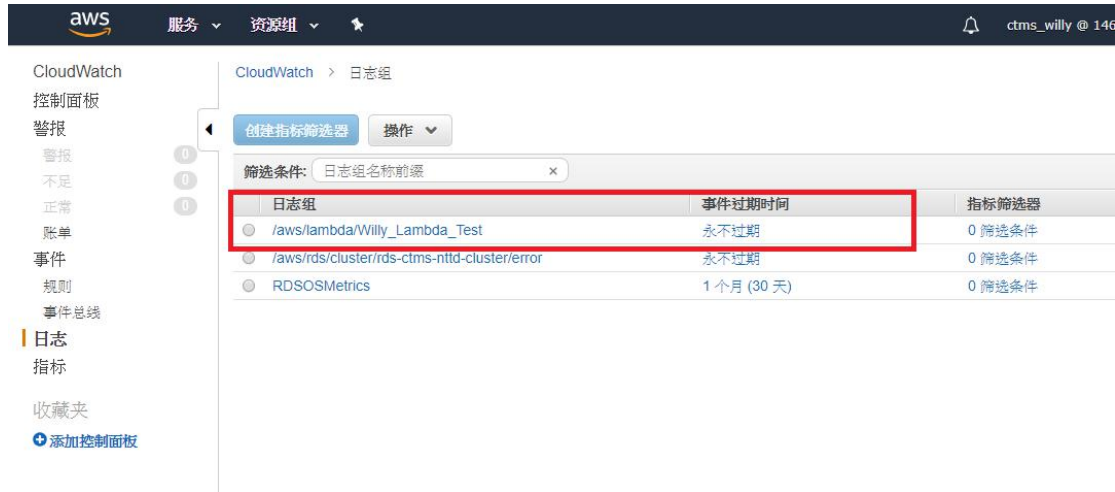 aws 服务 资源组 ctms_willy @ 146
CloudWatch
控制面板
警报
警报 0
不足 0
正常 0
账单
事件
规则
事件总线
日志
指标
收藏夹
添加控制面板
CloudWatch > 日志组
创建指标筛选器 操作
筛选条件: 日志组名称前缀 ×
日志组 事件过期时间 指标筛选器
/aws/lambda/Willy_Lambda_Test 永不过期 0 筛选条件
/aws/rds/cluster/rds-ctms-nttd-cluster/error 永不过期 0 筛选条件
RDSOSMetrics 1 个月 (30 天) 0 筛选条件